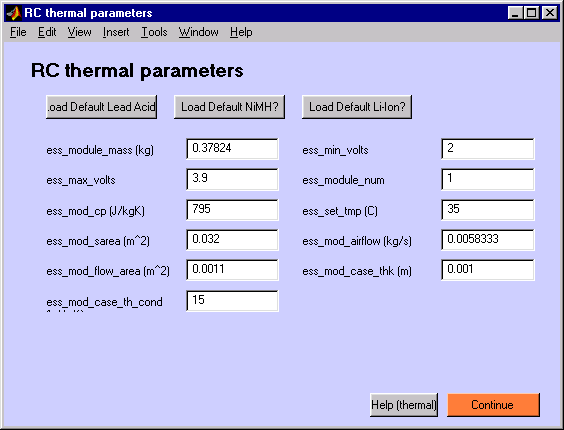 RC thermal parameters
File Edit View Insert Tools Window Help
RC thermal parameters
oad Default Lead Acid Load Default NiMH? Load Default Li-Ion?
ess_module_mass (kg) 0.37824 ess_min_volts 2
ess_max_volts 3.9 ess_module_num 1
ess_mod_cp (J/kgK) 795 ess_set_tmp (C) 35
ess_mod_sarea (m^2) 0.032 ess_mod_airflow (kg/s) 0.0058333
ess_mod_flow_area (m^2) 0.0011 ess_mod_case_thk (m) 0.001
ess_mod_case_th_cond 15
Help (thermal) Continue